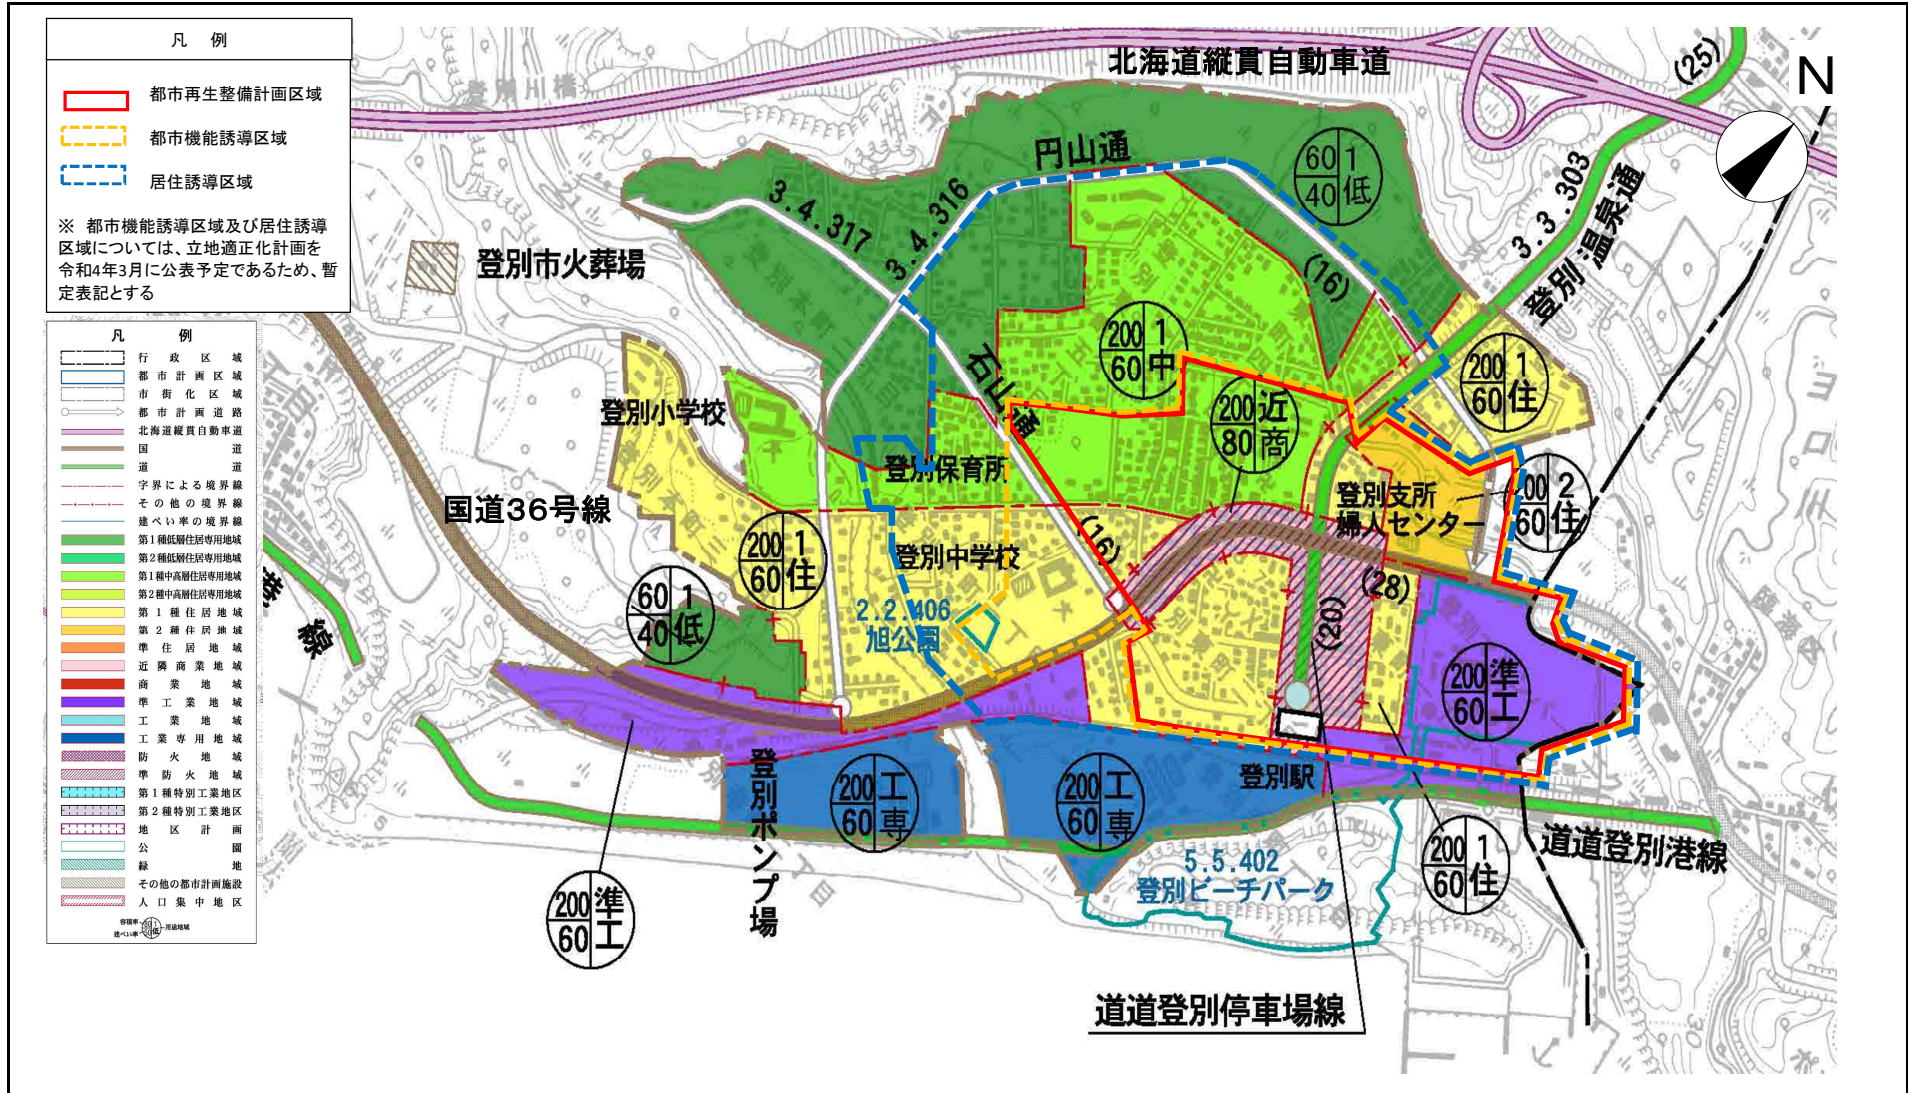 凡 例
都市再生整備計画区域
都市機能誘導区域
居住誘導区域
※ 都市機能誘導区域及び居住誘導
区域については、立地適正化計画を
令和4年3月に公表予定であるため、暫
定表記とする
凡 例
行政区域
都市計画区域
市街化区域
都市計画道路
北海道縦貫自動車道
国道
道道
字界による境界線
その他の境界線
建ぺい率の境界線
第1種低層住居専用地域
第2種低層住居専用地域
第1種中高層住居専用地域
第2種中高層住居専用地域
第1種住居地域
第2種住居地域
準住居地域
近隣商業地域
商業地域
準工業地域
工業地域
工業専用地域
防火地域
準防火地域
第1種特別工業地区
第2種特別工業地区
地区計画
公園
緑地
その他の都市計画施設
人口集中地区
容積率
建ぺい率
用途地域
北海道縦貫自動車道
(25)
N
登別川橋
円山通
60 1
40 低
3.4.317
3.4.316
3.3.303
登別温泉通
登別市火葬場
(16)
200 1
60 中
石山通
200 1
60 住
登別小学校
200 近
80 商
登別保育所
登別支所
婦人センター
200 2
60 住
国道36号線
(16)
200 1
60 住
登別中学校
(28)
60 1
40 低
2.2.406
旭公園
(20)
200 準
60 工
登別駅
200 工
60 専
200 工
60 専
登別ポンプ場
道道登別港線
200 1
60 住
5.5.402
登別ビーチパーク
200 準
60 工
道道登別停車場線